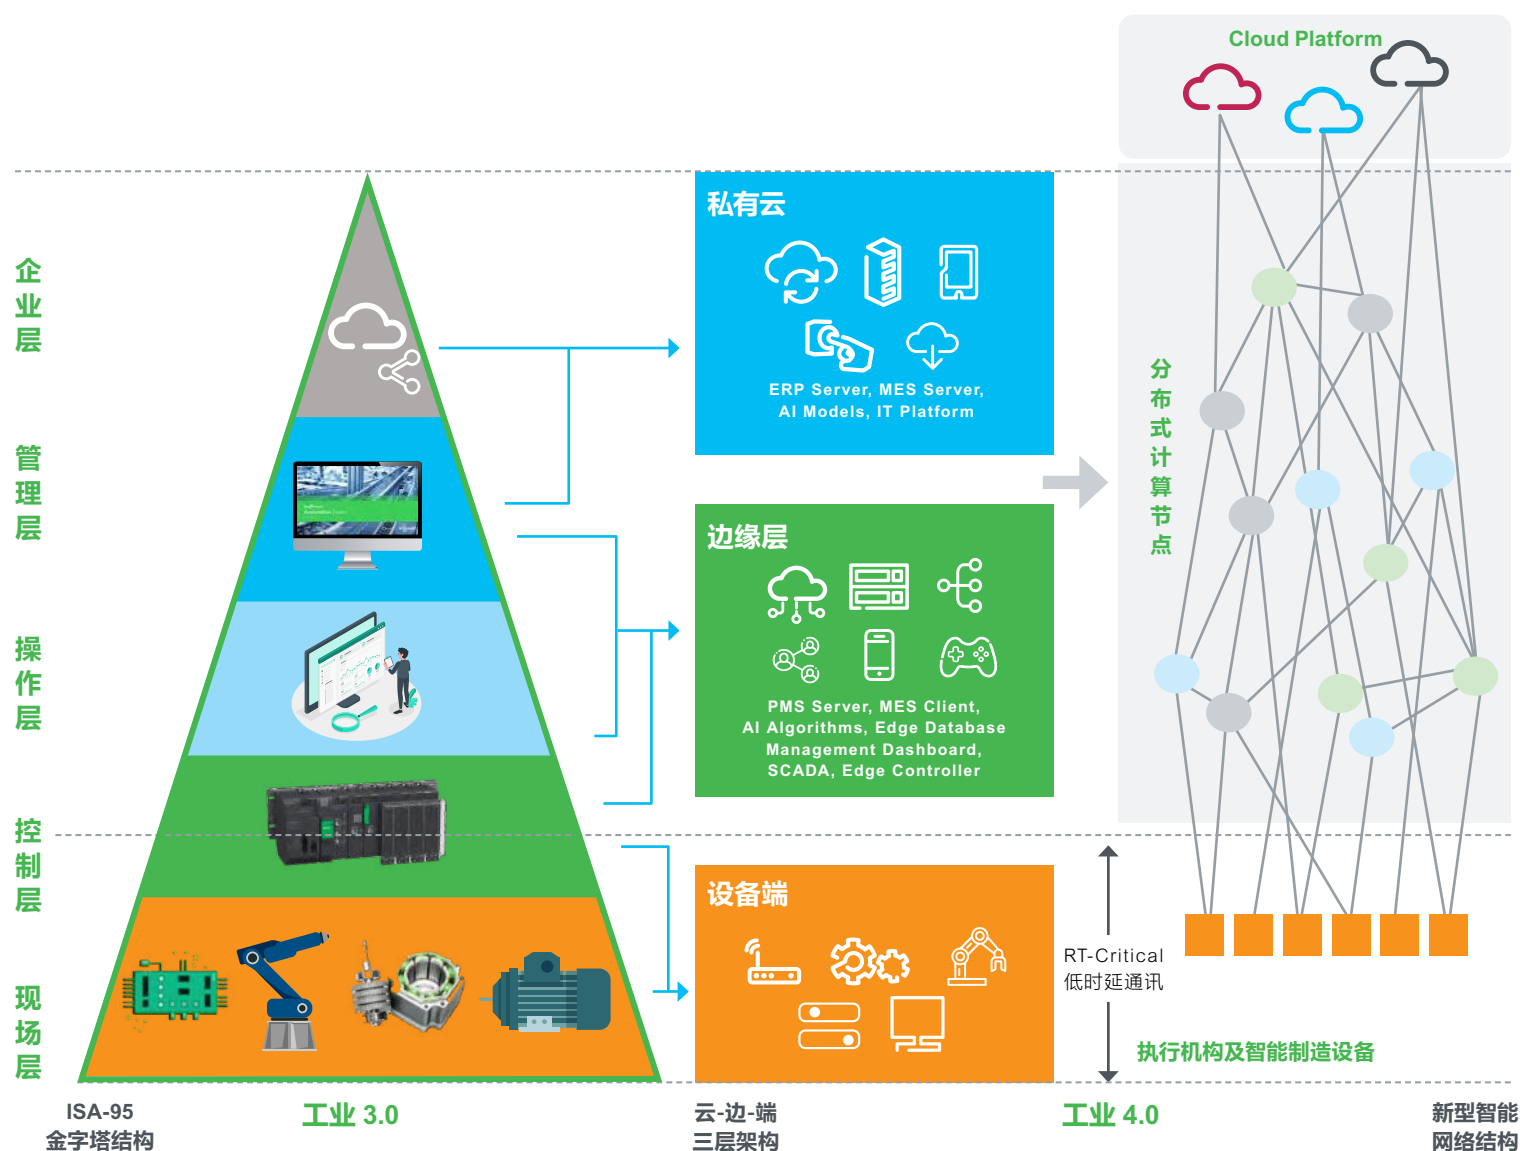 Cloud Platform
企业层
管理层
操作层
控制层
现场层
私有云
ERP Server, MES Server,
AI Models, IT Platform
边缘层
PMS Server, MES Client,
AI Algorithms, Edge Database
Management Dashboard,
SCADA, Edge Controller
设备端
分布式计算节点
RT-Critical
低时延通讯
执行机构及智能制造设备
ISA-95
金字塔结构
工业 3.0
云-边-端
三层架构
工业 4.0
新型智能
网络结构